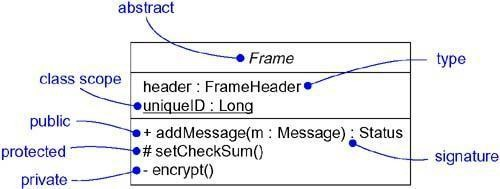 abstract
Frame
type
class scope
header : FrameHeader
uniqueID : Long
public
+ addMessage(m : Message) : Status
protected
# setCheckSum()
signature
private
- encrypt()